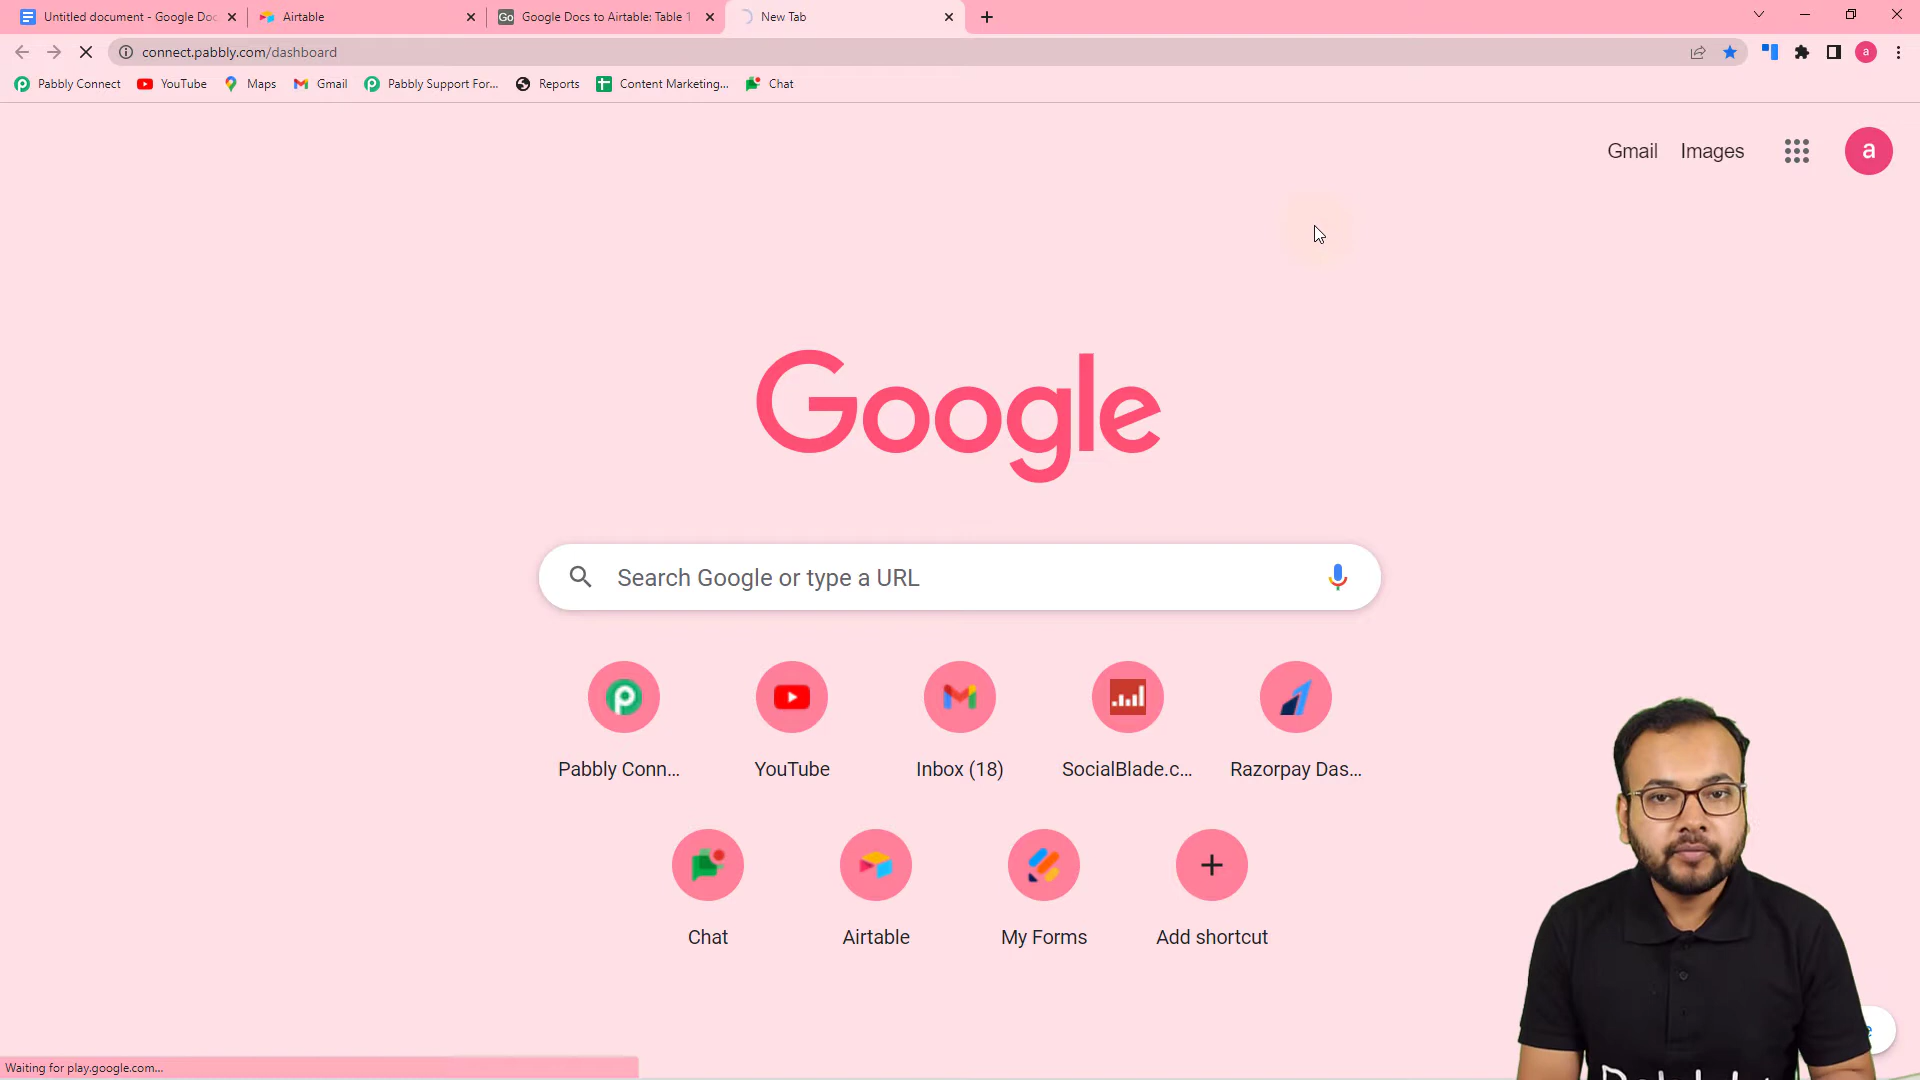 Untitled document - Google Doc
Airtable
Go
Google Docs to Airtable: Table 1
New Tab
connect.pabbly.com/dashboard
a
Pabbly Connect
YouTube
Maps
Gmail
Pabbly Support For...
Reports
Content Marketing...
Chat
Gmail
Images
a
Google
Search Google or type a URL
Pabbly Conn...
YouTube
Inbox (18)
SocialBlade.c...
Razorpay Das...
Chat
Airtable
My Forms
Add shortcut
Waiting for play.google.com...